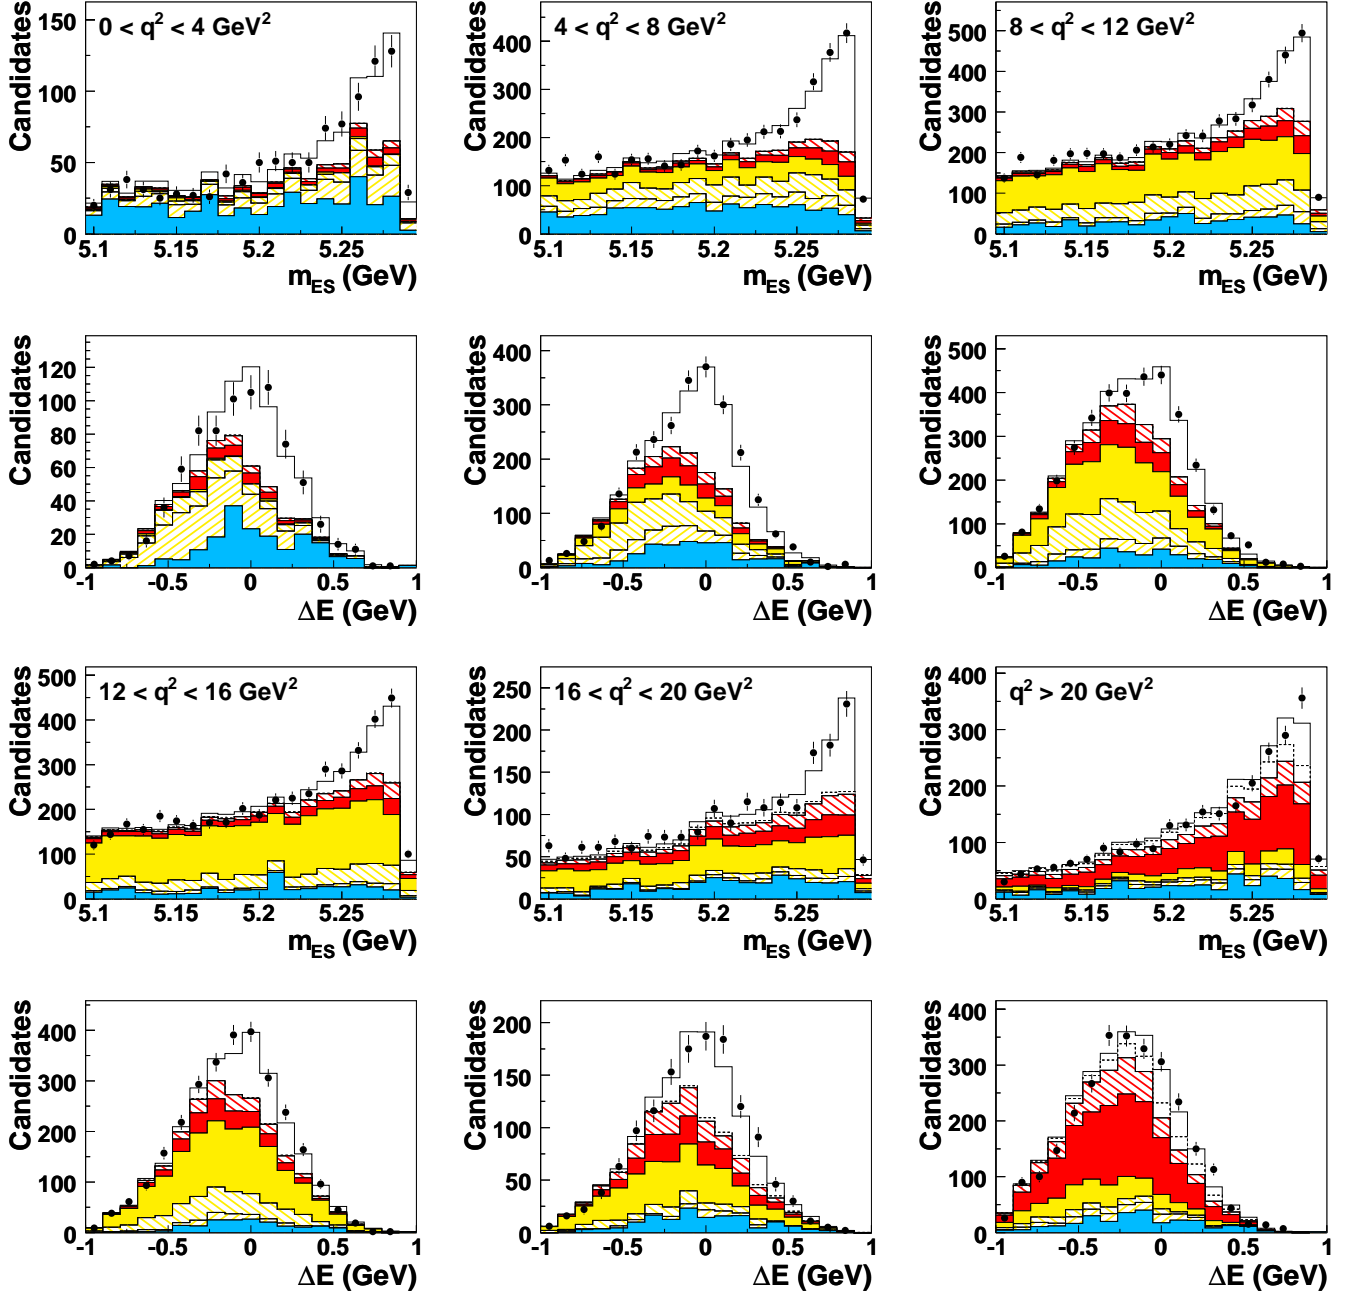 Candidates
0 < q² < 4 GeV²
150
100
50
0
5.1 5.15 5.2 5.25
m_ES (GeV)
Candidates
4 < q² < 8 GeV²
400
300
200
100
0
5.1 5.15 5.2 5.25
m_ES (GeV)
Candidates
8 < q² < 12 GeV²
500
400
300
200
100
0
5.1 5.15 5.2 5.25
m_ES (GeV)
Candidates
120
100
80
60
40
20
0
-1 -0.5 0 0.5 1
ΔE (GeV)
Candidates
400
300
200
100
0
-1 -0.5 0 0.5 1
ΔE (GeV)
Candidates
500
400
300
200
100
0
-1 -0.5 0 0.5 1
ΔE (GeV)
Candidates
12 < q² < 16 GeV²
500
400
300
200
100
0
5.1 5.15 5.2 5.25
m_ES (GeV)
Candidates
16 < q² < 20 GeV²
250
200
150
100
50
0
5.1 5.15 5.2 5.25
m_ES (GeV)
Candidates
q² > 20 GeV²
400
300
200
100
0
5.1 5.15 5.2 5.25
m_ES (GeV)
Candidates
400
300
200
100
0
-1 -0.5 0 0.5 1
ΔE (GeV)
Candidates
200
150
100
50
0
-1 -0.5 0 0.5 1
ΔE (GeV)
Candidates
400
300
200
100
0
-1 -0.5 0 0.5 1
ΔE (GeV)